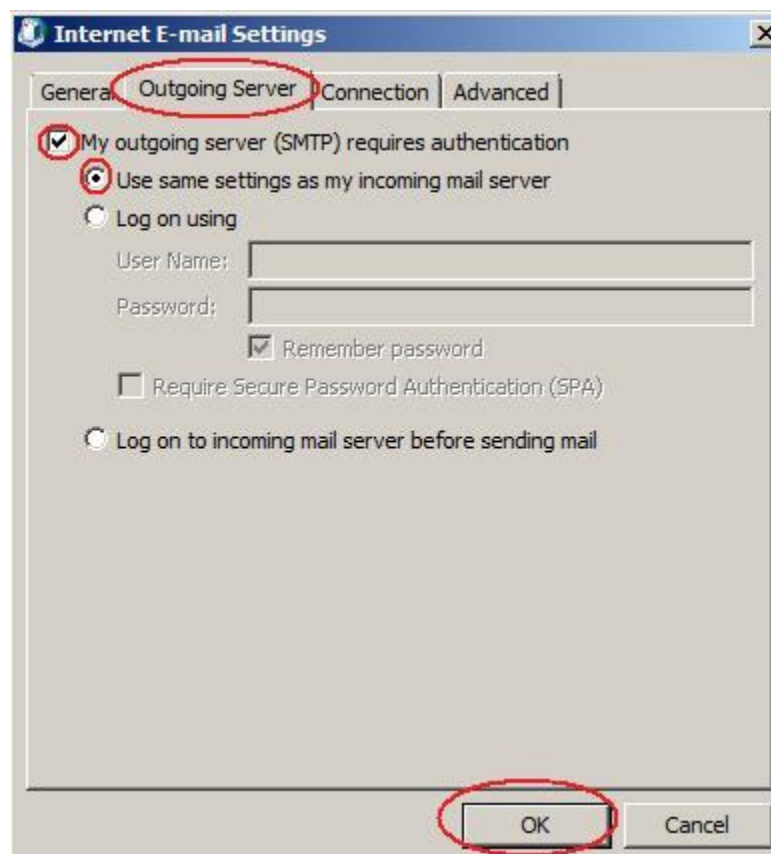 Internet E-mail Settings
General Outgoing Server Connection Advanced
My outgoing server (SMTP) requires authentication
Use same settings as my incoming mail server
Log on using
User Name:
Password:
Remember password
Require Secure Password Authentication (SPA)
Log on to incoming mail server before sending mail
OK Cancel